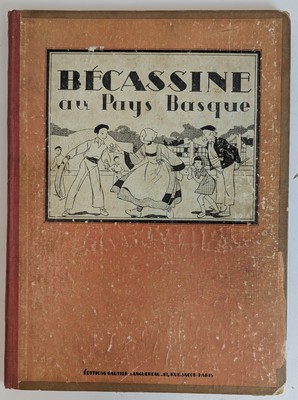 BÉCASSINE
au Pays Basque
ÉDITIONS GAUTIER & LANGUEREAU, 18, RUE JACOB. PARIS